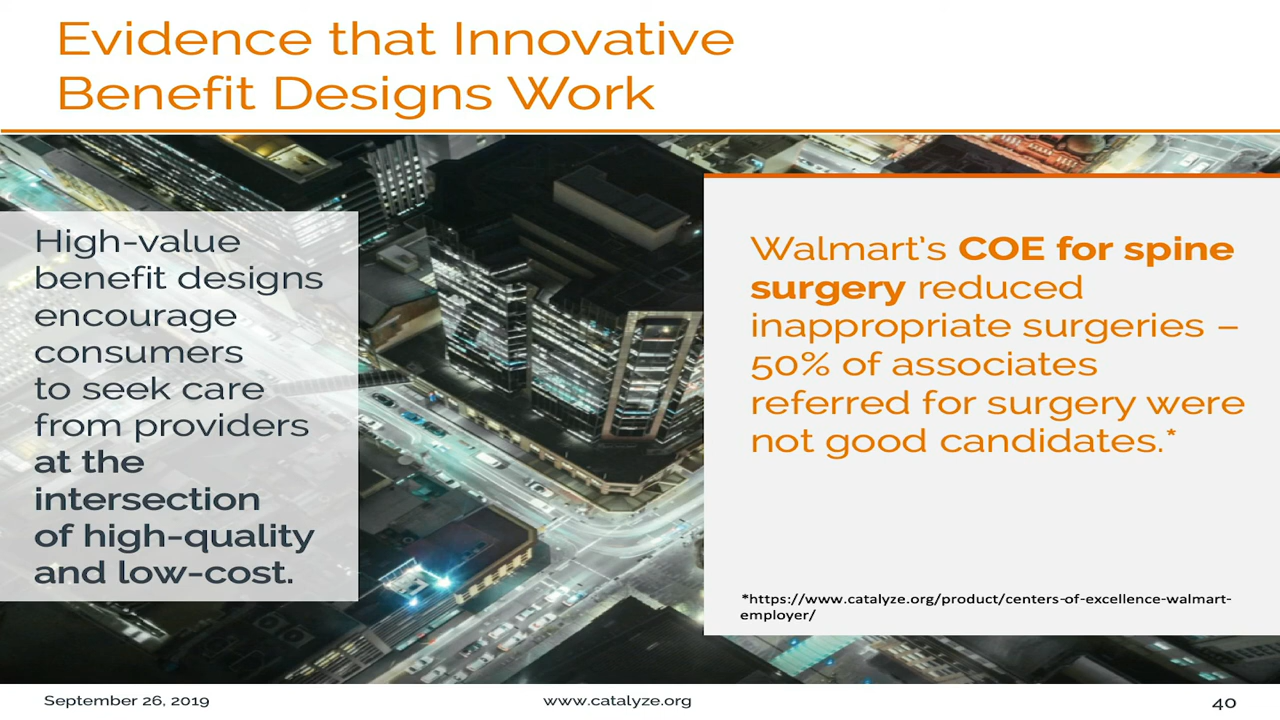 Evidence that Innovative
Benefit Designs Work
High-value
benefit designs
encourage
consumers
to seek care
from providers
at the
intersection
of high-quality
and low-cost.
Walmart's COE for spine
surgery reduced
inappropriate surgeries –
50% of associates
referred for surgery were
not good candidates.*
*https://www.catalyze.org/product/centers-of-excellence-walmart-
employer/
September 26, 2019
www.catalyze.org
40